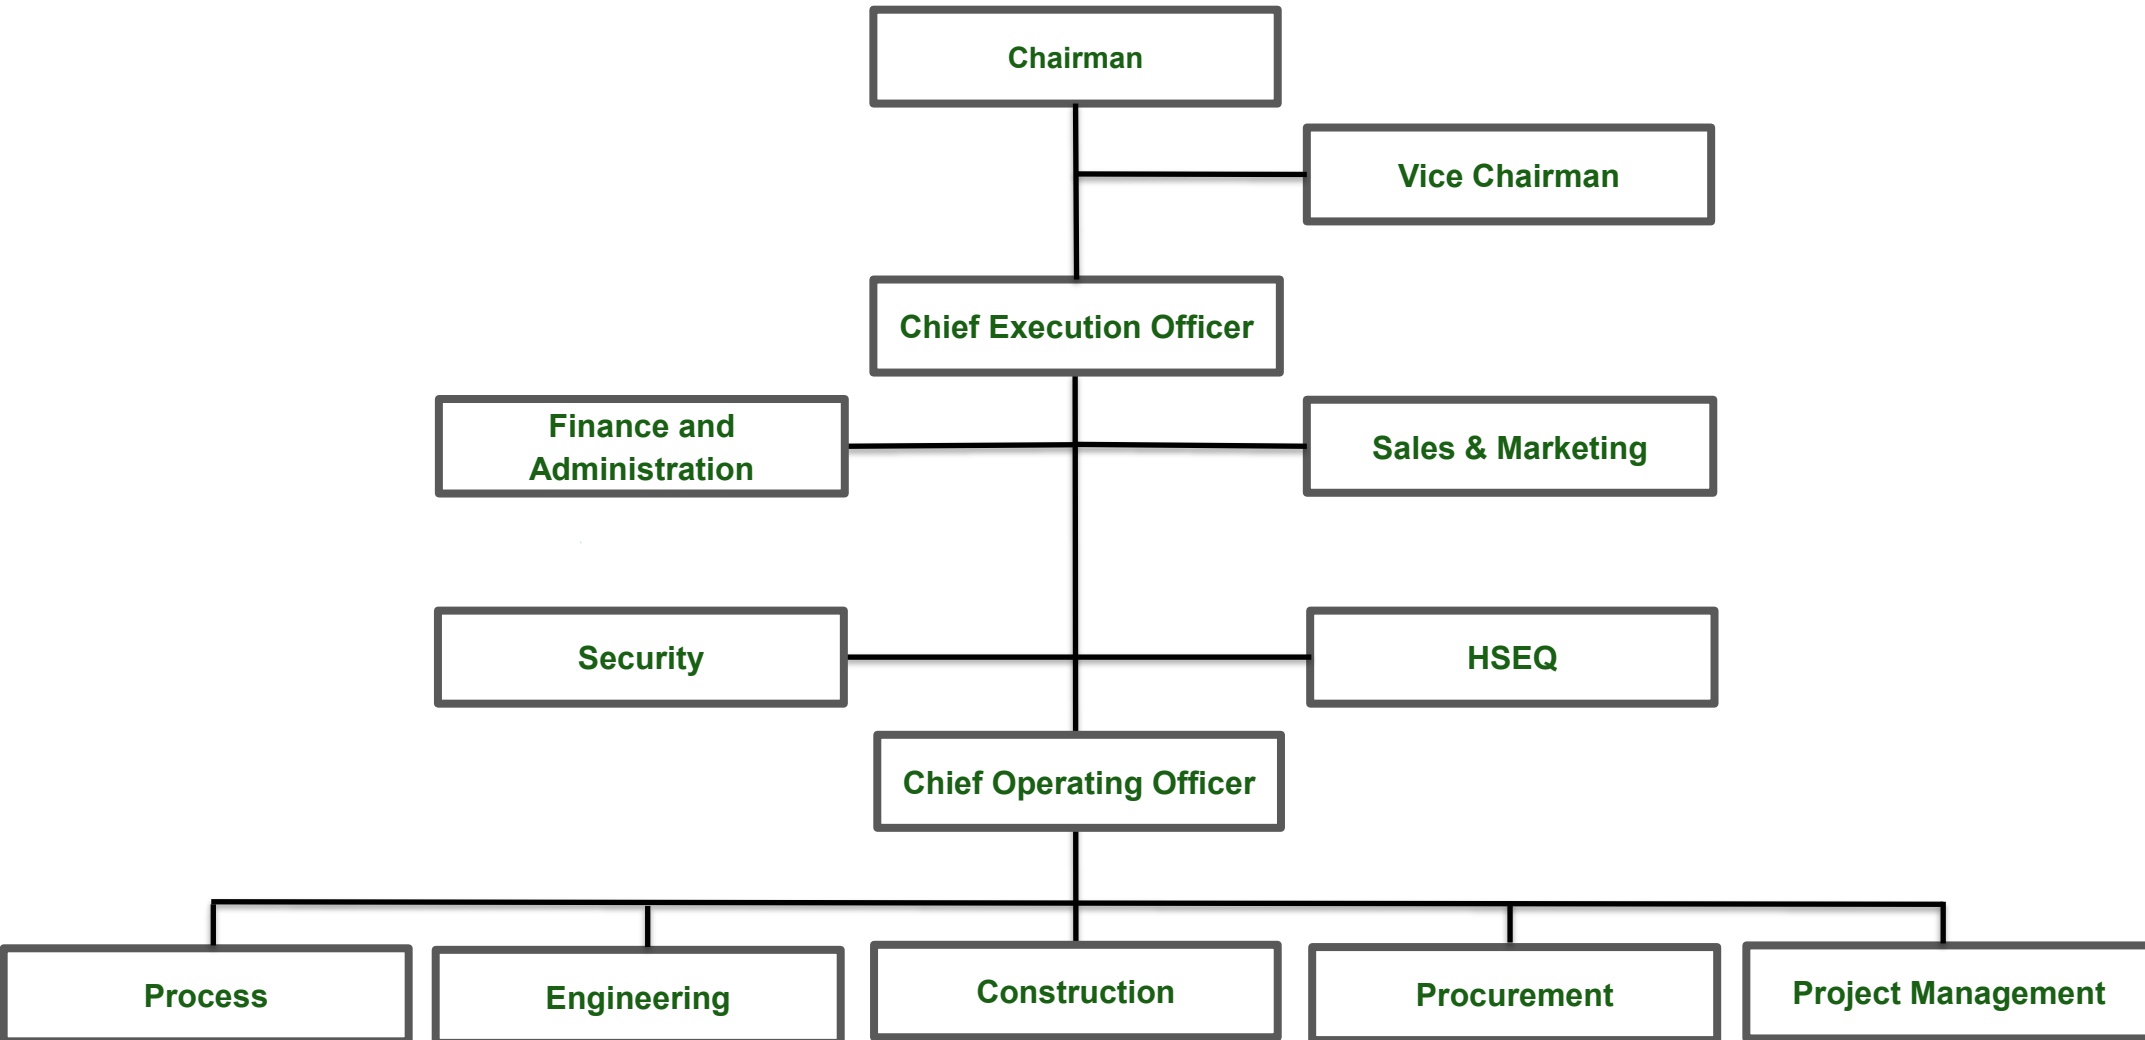 Chairman
Vice Chairman
Chief Execution Officer
Finance and
Administration
Sales & Marketing
Security
HSEQ
Chief Operating Officer
Process
Engineering
Construction
Procurement
Project Management